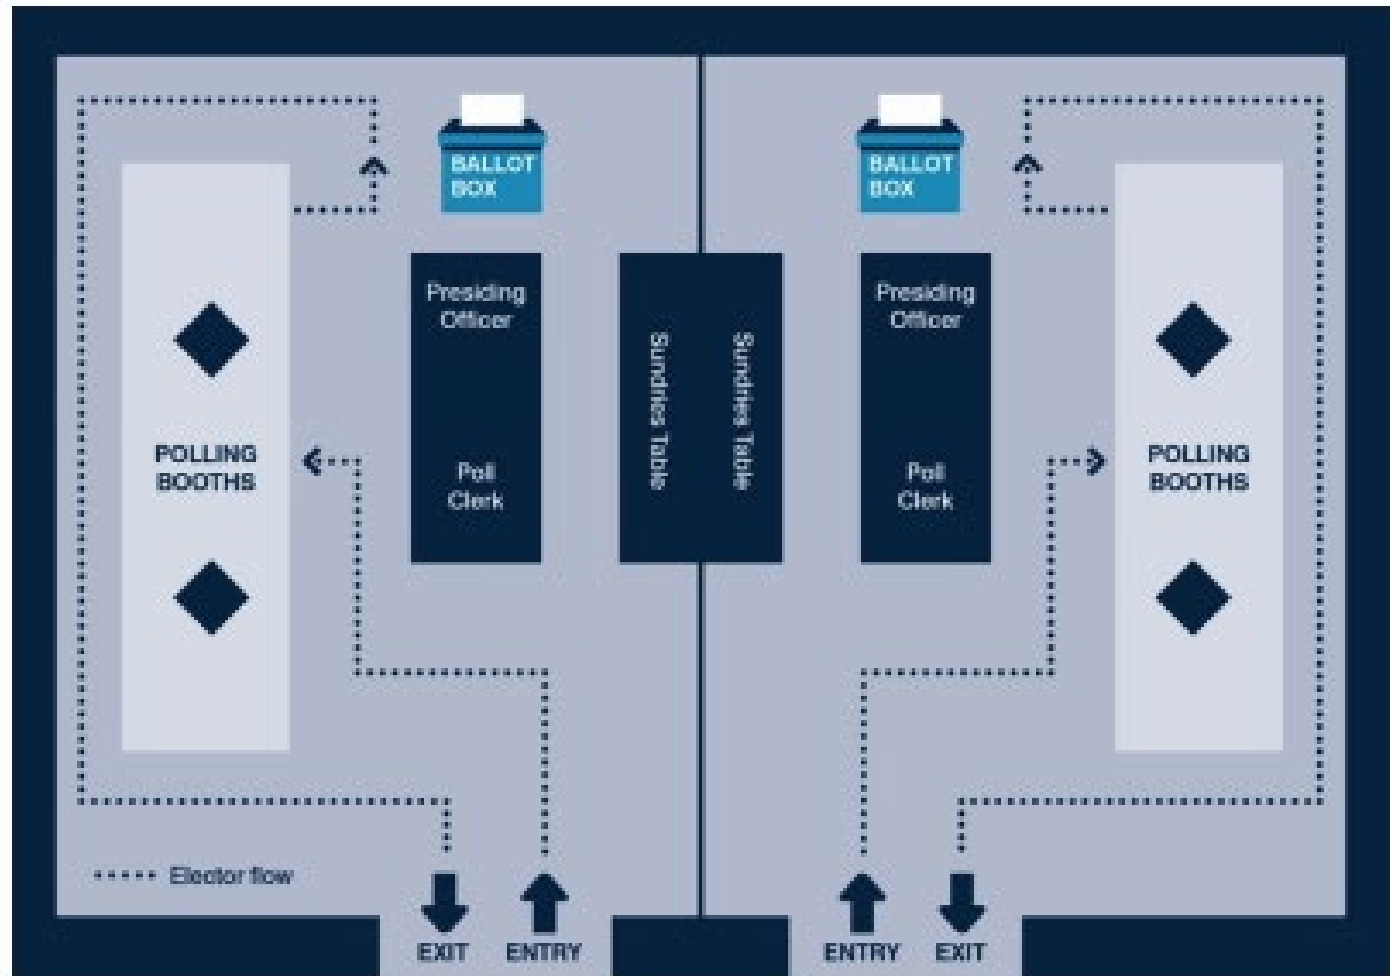 BALLOT
BOX
BALLOT
BOX
Presiding
Officer
Poll
Clerk
Sundries Table
Sundries Table
Presiding
Officer
Poll
Clerk
POLLING
BOOTHS
POLLING
BOOTHS
Elector flow
EXIT
ENTRY
ENTRY
EXIT